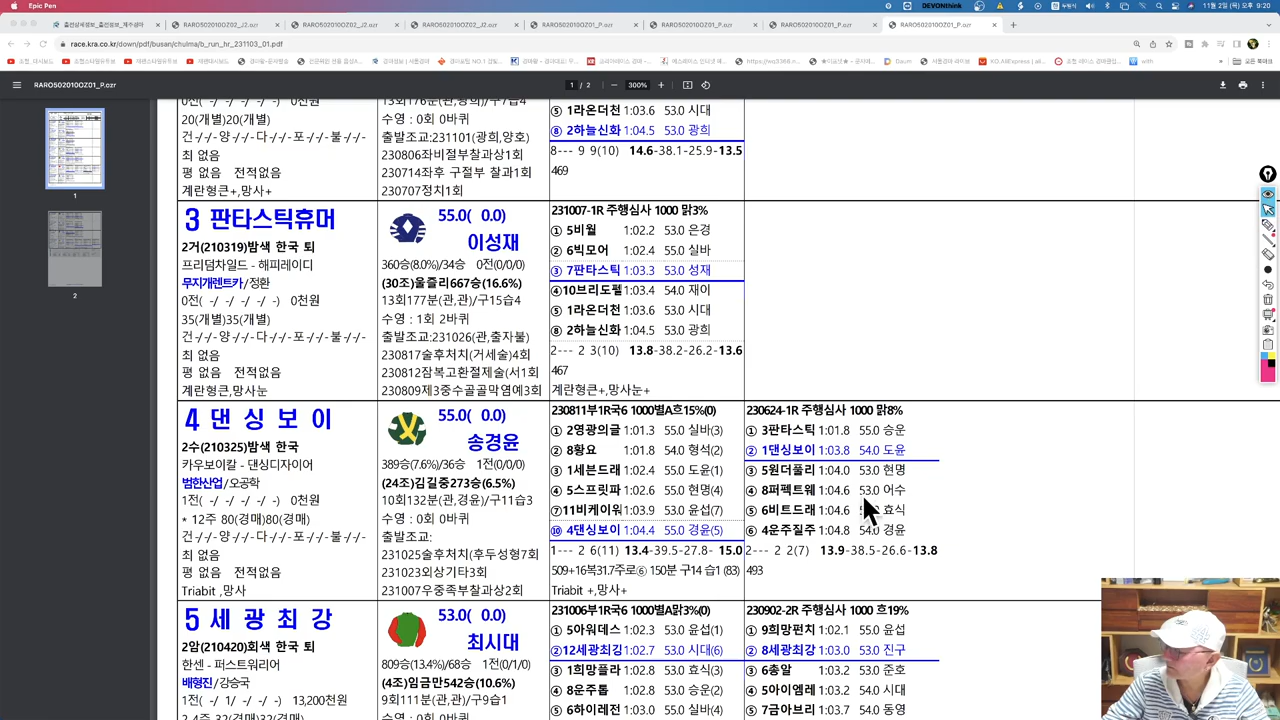 Epic Pen
DEVONthink
11월 2일 (목) 오전 9:20
RARO502010OZ02_J2.ozr
RARO502010OZ02_J2.ozr
RARO502010OZ02_J2.ozr
RARO502010OZ01_P.ozr
RARO502010OZ01_P.ozr
RARO502010OZ01_P.ozr
RARO502010OZ01_P.ozr
race.kra.co.kr/down/pdf/busan/chulma/b_run_hr_231103_01.pdf
Daum
with
RARO502010OZ01_P.ozr
1 / 2
300%
1
2
0전( -/ -/ -/ -/ -) 0천원
20(개별)20(개별)
건-/-/-양-/-/-다-/-포-/-/-불-/-/-
최 없음
평 없음 전적없음
계란형큰+,망사+
13회176분(관,광희)/구7습4
수영 : 0회 0바퀴
230806좌비절부찰과상1회
230714좌후 구절부 찰과1회
230707정치1회
⑤ 1라온더천 1:03.6 53.0 시대
⑧ 2하늘신화 1:04.5 53.0 광희
8--- 9 9(10) 14.6-38.1-25.9-13.5
469
3 판타스틱휴머
2거(210319)밤색 한국 퇴
프리덤차일드 - 해피레이디
무지개렌트카/정환
0전( -/ -/ -/ -/ -) 0천원
35(개별)35(개별)
건-/-/-양-/-/-다-/-포-/-/-불-/-/-
최 없음
평 없음 전적없음
계란형큰,망사눈
55.0( 0.0)
이성재
360승(8.0%)/34승 0전(0/0/0)
(30조)울즐리667승(16.6%)
13회177분(관,관)/구15습4
수영 : 1회 2바퀴
출발조교:231026(관,출자불)
230817술후처치(거세술)4회
230812잠복고환절제술(서1회
230809제3중수골골막염예3회
231007-1R 주행심사 1000 맑3%
① 5비월 1:02.2 53.0 은경
② 6빅모어 1:02.4 55.0 실바
③ 7판타스틱 1:03.3 53.0 성재
④10브리도펠 1:03.4 54.0 재이
⑤ 1라온더천 1:03.6 53.0 시대
⑧ 2하늘신화 1:04.5 53.0 광희
2--- 2 3(10) 13.8-38.2-26.2-13.6
467
계란형큰+,망사눈+
4 댄 싱 보 이
2수(210325)밤색 한국
카우보이칼 - 댄싱디자이어
범한산업/오공학
1전( -/ -/ -/ -/ -) 0천원
* 12주 80(경매)80(경매)
건-/-/-양-/-/-다-/-포-/-/-불-/-/-
최 없음
평 없음 전적없음
Triabit ,망사
55.0( 0.0)
송경윤
389승(7.6%)/36승 1전(0/0/0)
(24조)김길중273승(6.5%)
10회132분(관,경윤)/구11습3
수영 : 0회 0바퀴
출발조교:
231025술후처치(후두성형7회
231023외상기타3회
231007우중족부찰과상2회
230811부1R국6 1000별A흐15%(0)
① 2영광의글 1:01.3 55.0 실바(3)
② 8황요 1:01.8 54.0 형석(2)
③ 1세븐드래 1:02.4 55.0 도윤(1)
④ 5스프릿파 1:02.6 55.0 현명(4)
⑦11비케이워 1:03.9 53.0 윤섭(7)
⑩ 4댄싱보이 1:04.4 55.0 경윤(5)
1--- 2 6(11) 13.4-39.5-27.8- 15.0
509+16복31.7주로⑥ 150분 구14 습1 (83)
Triabit +,망사+
230624-1R 주행심사 1000 맑8%
① 3판타스틱 1:01.8 55.0 승운
② 1댄싱보이 1:03.8 54.0 도윤
③ 5원더풀리 1:04.0 53.0 현명
④ 8퍼펙트웨 1:04.6 53.0 어수
⑤ 6비트드래 1:04.6 효식
⑥ 4운주질주 1:04.8 54.0 경윤
2--- 2 2(7) 13.9-38.5-26.6-13.8
493
5 세 광 최 강
2암(210420)회색 한국 퇴
한센 - 퍼스트워리어
배형진/강승국
1전( -/ 1/ -/ -/ -) 13,200천원
53.0( 0.0)
최시대
809승(13.4%)/68승 1전(0/1/0)
(4조)임금만542승(10.6%)
9회111분(관,관)/구9습1
231006부1R국6 1000별A맑3%(0)
① 5아워데스 1:02.3 53.0 윤섭(1)
②12세광최강 1:02.7 53.0 시대(6)
③ 1희망플라 1:02.8 53.0 효식(3)
④ 8운주톱 1:02.8 53.0 승운(2)
⑤ 6하이레전 1:03.0 55.0 실바(4)
230902-2R 주행심사 1000 흐19%
① 9희망펀치 1:02.1 55.0 윤섭
② 8세광최강 1:03.0 53.0 진구
③ 6총알 1:03.2 53.0 준호
④ 5아이엠레 1:03.2 54.0 시대
⑤ 7금아브리 1:03.7 54.0 동영